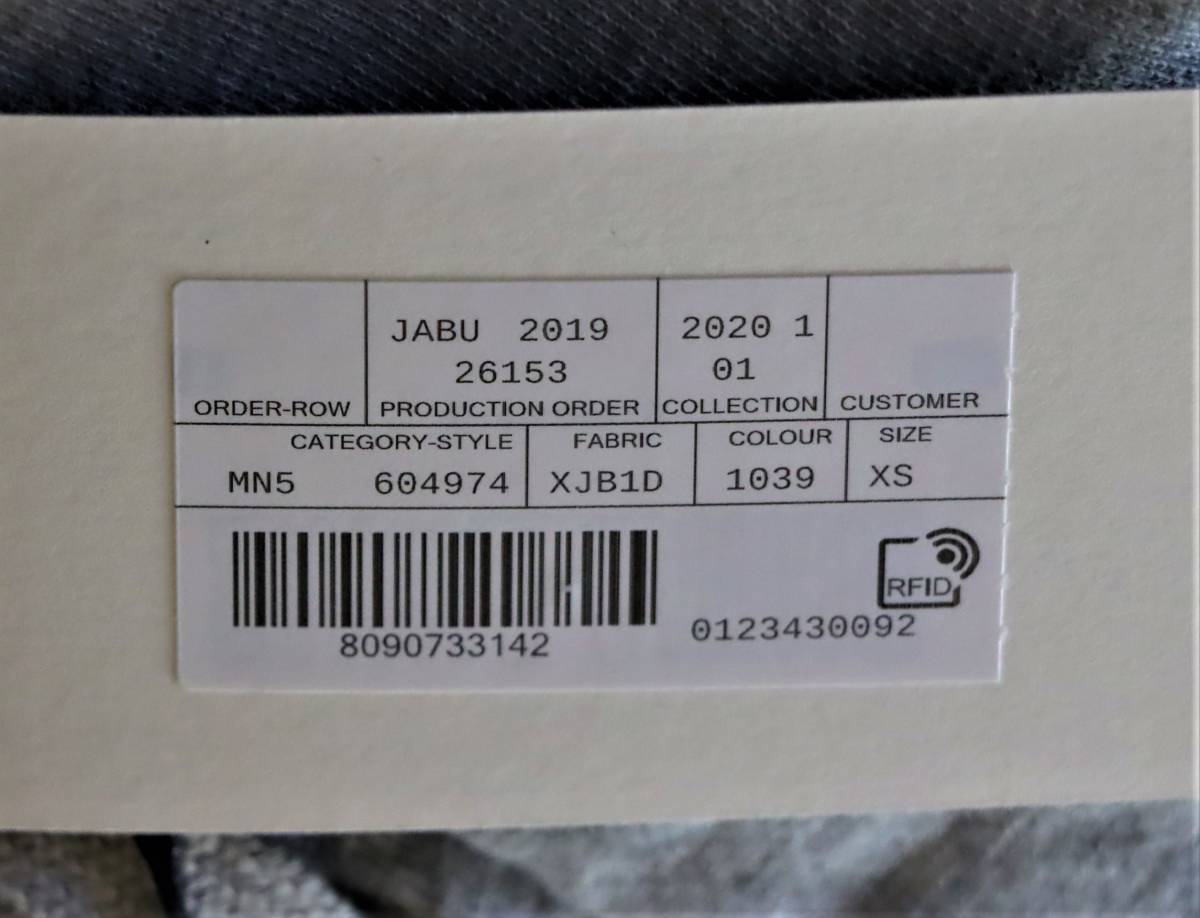 JABU 2019 2020 1
26153 01
ORDER-ROW PRODUCTION ORDER COLLECTION CUSTOMER
CATEGORY-STYLE FABRIC COLOUR SIZE
MN5 604974 XJB1D 1039 XS
RFID
8090733142 0123430092